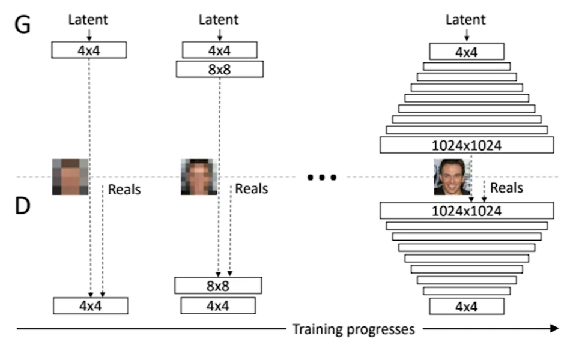 G
Latent
Latent
Latent
4x4
4x4
4x4
8x8
1024x1024
Reals
Reals
Reals
D
1024x1024
8x8
4x4
4x4
4x4
Training progresses